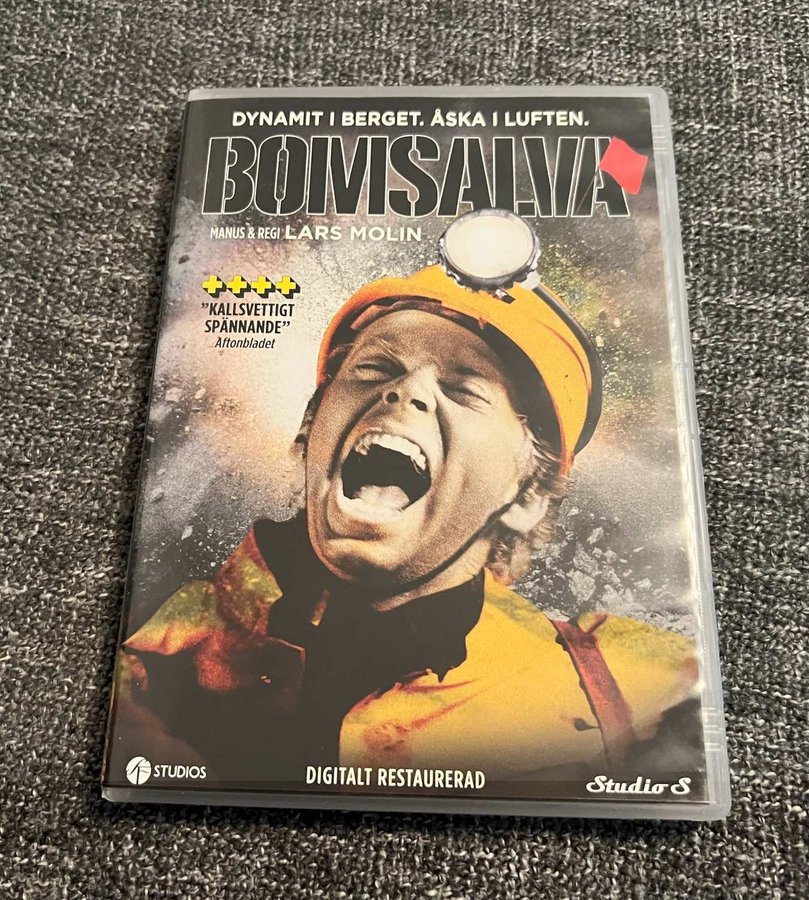 DYNAMIT I BERGET. ÅSKA I LUFTEN.
BOMSALVA
MANUS & REGI LARS MOLIN
"KALLSVETTIGT
SPÄNNANDE"
Aftonbladet
STUDIOS
DIGITALT RESTAURERAD
Studio S